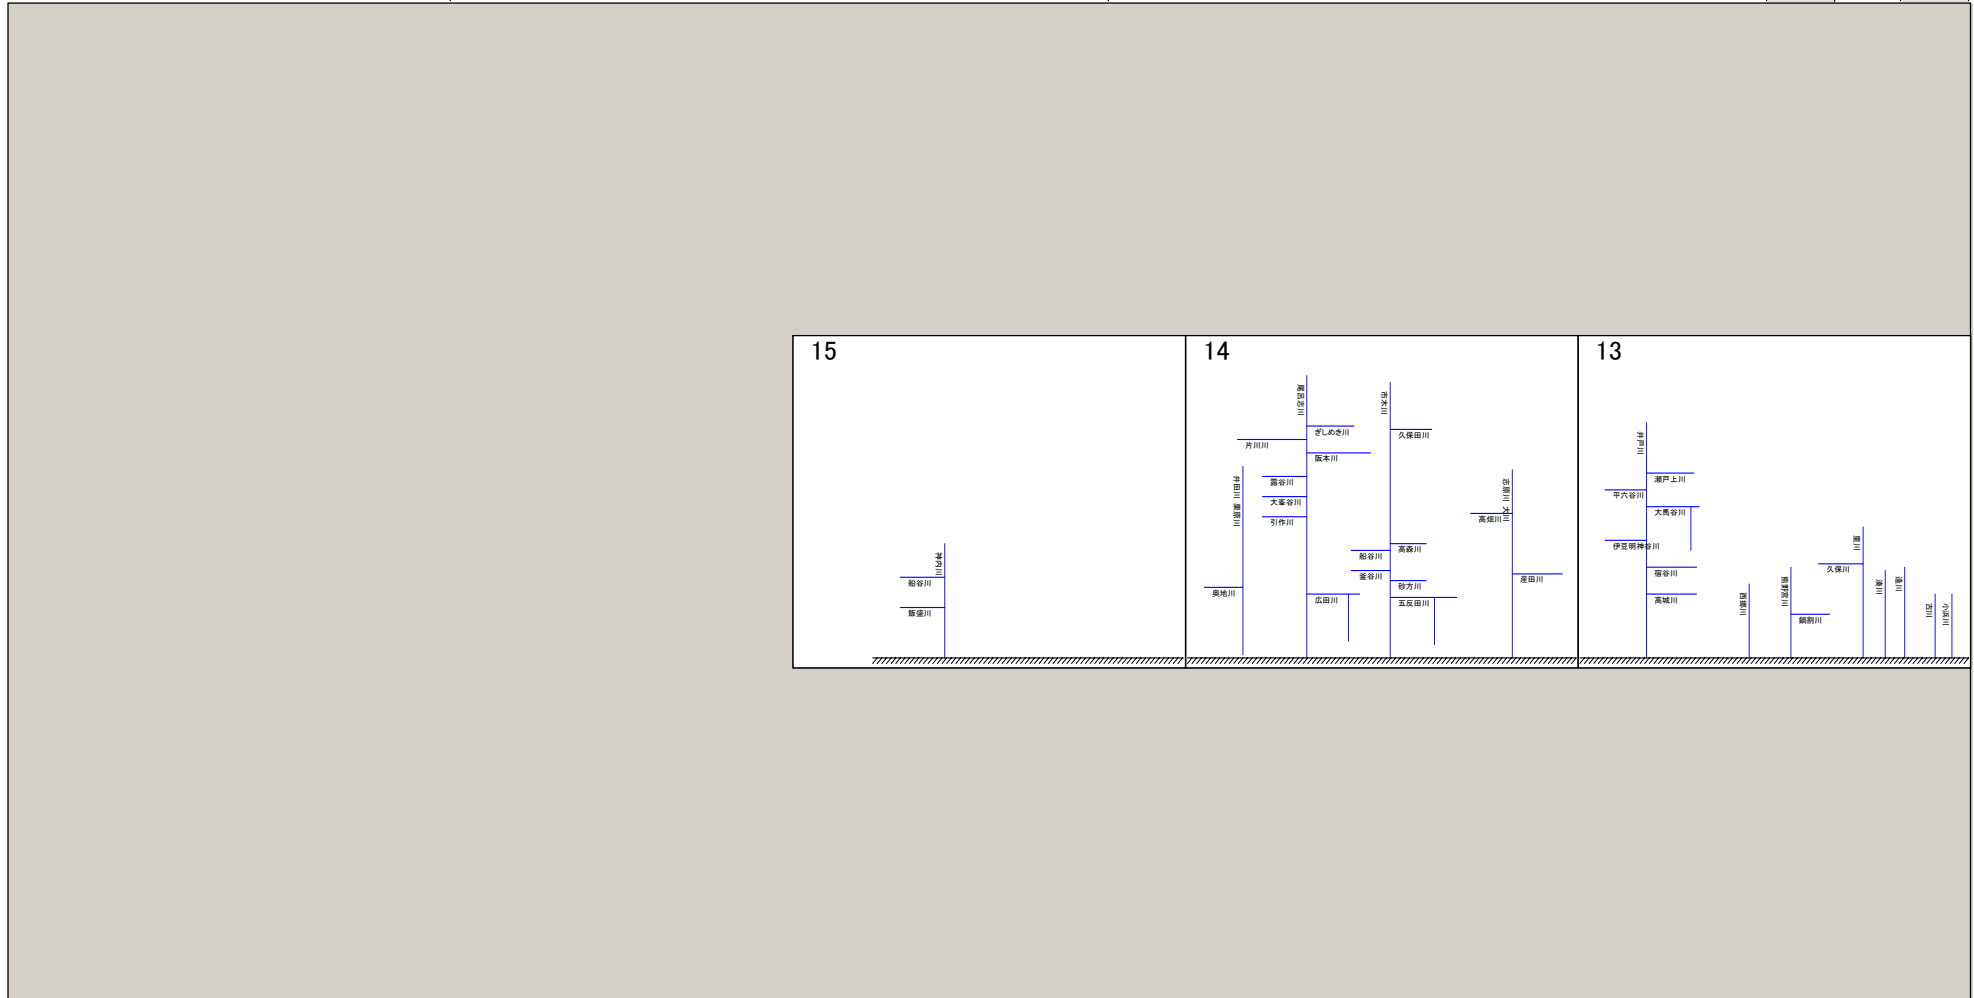 15
神内川
船谷川
飯盛川
14
尾呂志川
市木川
ぎしめき川
久保田川
片川川
阪本川
井田川 栗原川
志原川 大川
露谷川
大峯谷川
高畑川
引作川
高森川
船谷川
釜谷川
産田川
砂方川
奥地川
広田川
五反田川
13
井戸川
瀬戸上川
平六谷川
大馬谷川
里川
伊豆明神谷川
久保川
宿谷川
湊川
逢川
熊野宮川
西郷川
高城川
古川
小浜川
鍋割川